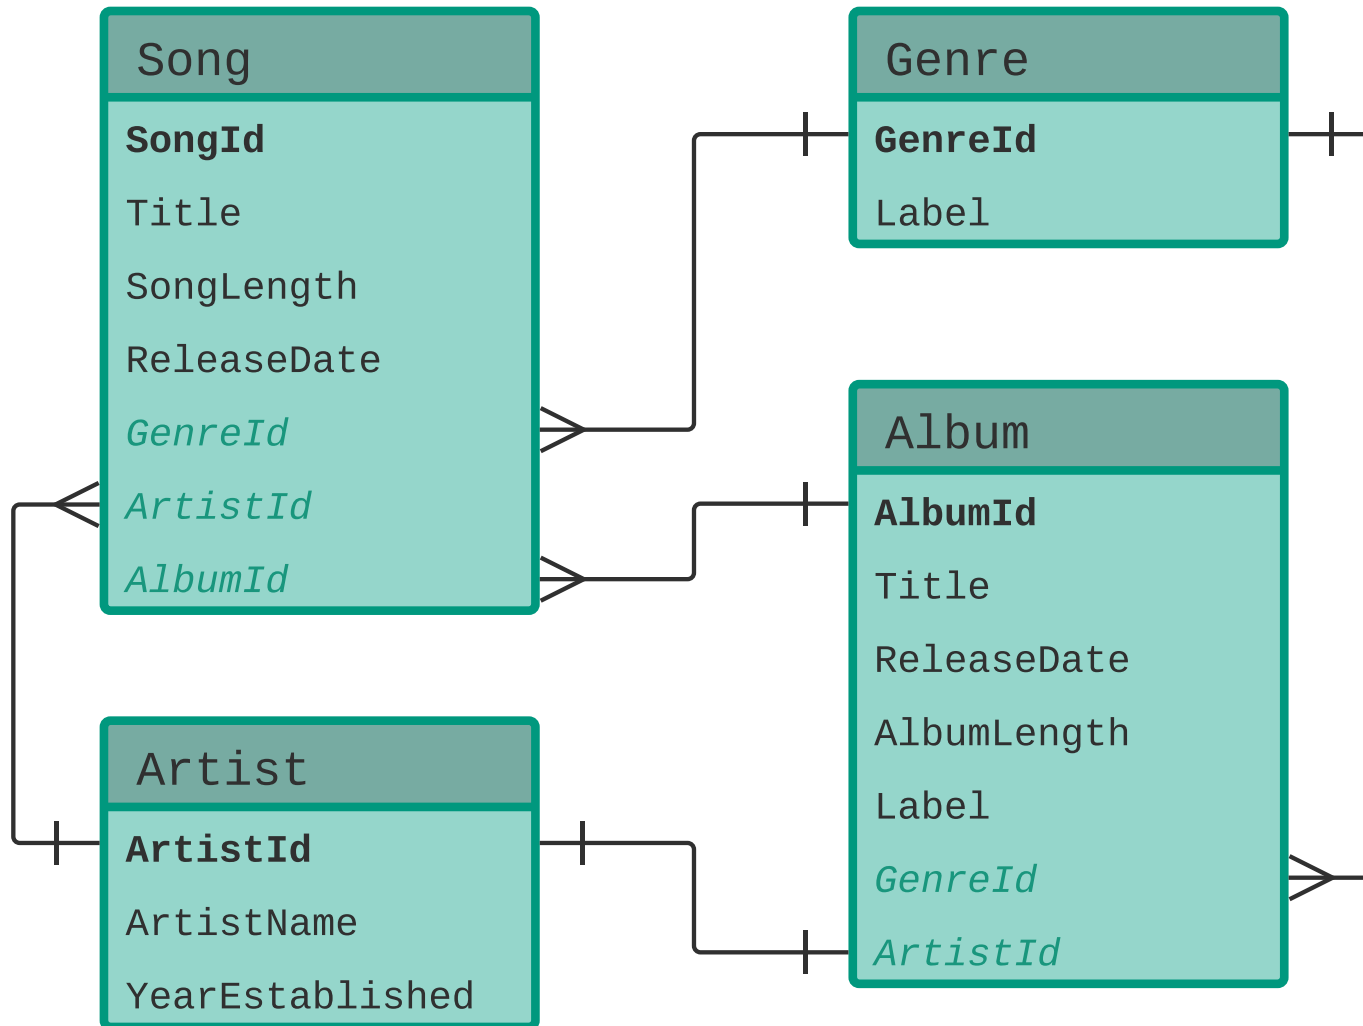 Song
SongId
Title
SongLength
ReleaseDate
GenreId
ArtistId
AlbumId
Genre
GenreId
Label
Album
AlbumId
Title
ReleaseDate
AlbumLength
Label
GenreId
ArtistId
Artist
ArtistId
ArtistName
YearEstablished